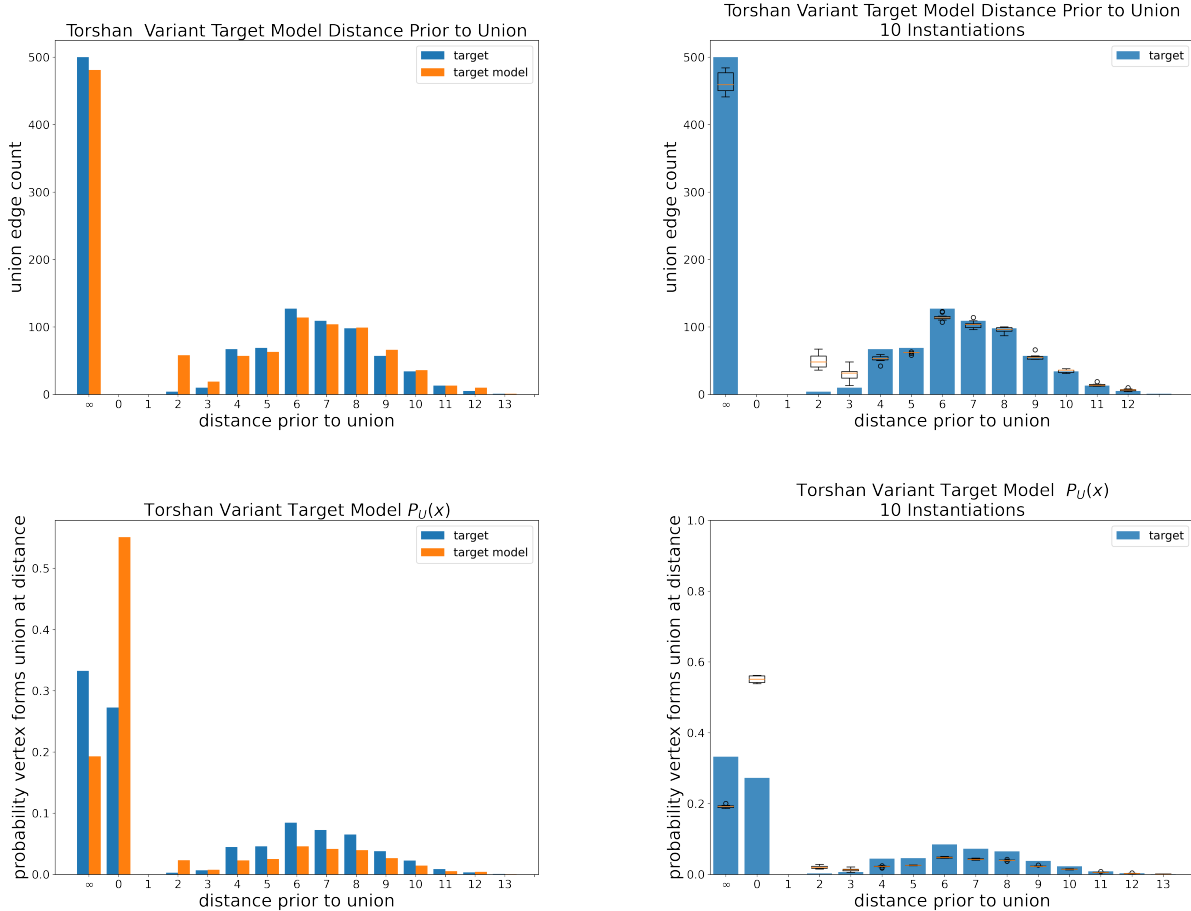 Torshan  Variant Target Model Distance Prior to Union
target
target model
500
400
300
200
100
0
union edge count
∞ 0 1 2 3 4 5 6 7 8 9 10 11 12 13
distance prior to union
Torshan Variant Target Model Distance Prior to Union
10 Instantiations
target
500
400
300
200
100
0
union edge count
∞ 0 1 2 3 4 5 6 7 8 9 10 11 12
distance prior to union
Torshan Variant Target Model P_U(x)
target
target model
0.5
0.4
0.3
0.2
0.1
0.0
probability vertex forms union at distance
∞ 0 1 2 3 4 5 6 7 8 9 10 11 12 13
distance prior to union
Torshan Variant Target Model  P_U(x)
10 Instantiations
target
1.0
0.8
0.6
0.4
0.2
0.0
probability vertex forms union at distance
∞ 0 1 2 3 4 5 6 7 8 9 10 11 12 13
distance prior to union